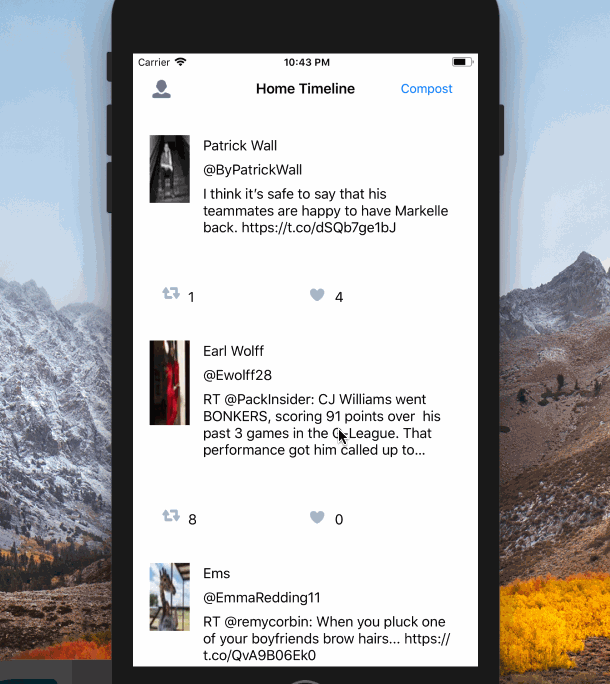 Carrier 10:43 PM
Home Timeline Compost
Patrick Wall
@ByPatrickWall
I think it's safe to say that his
teammates are happy to have Markelle
back. https://t.co/dSQb7ge1bJ
1 4
Earl Wolff
@Ewolff28
RT @PackInsider: CJ Williams went
BONKERS, scoring 91 points over  his
past 3 games in the G-League. That
performance got him called up to...
8 0
Ems
@EmmaRedding11
RT @remycorbin: When you pluck one
of your boyfriends brow hairs... https://
t.co/QvA9B06Ek0